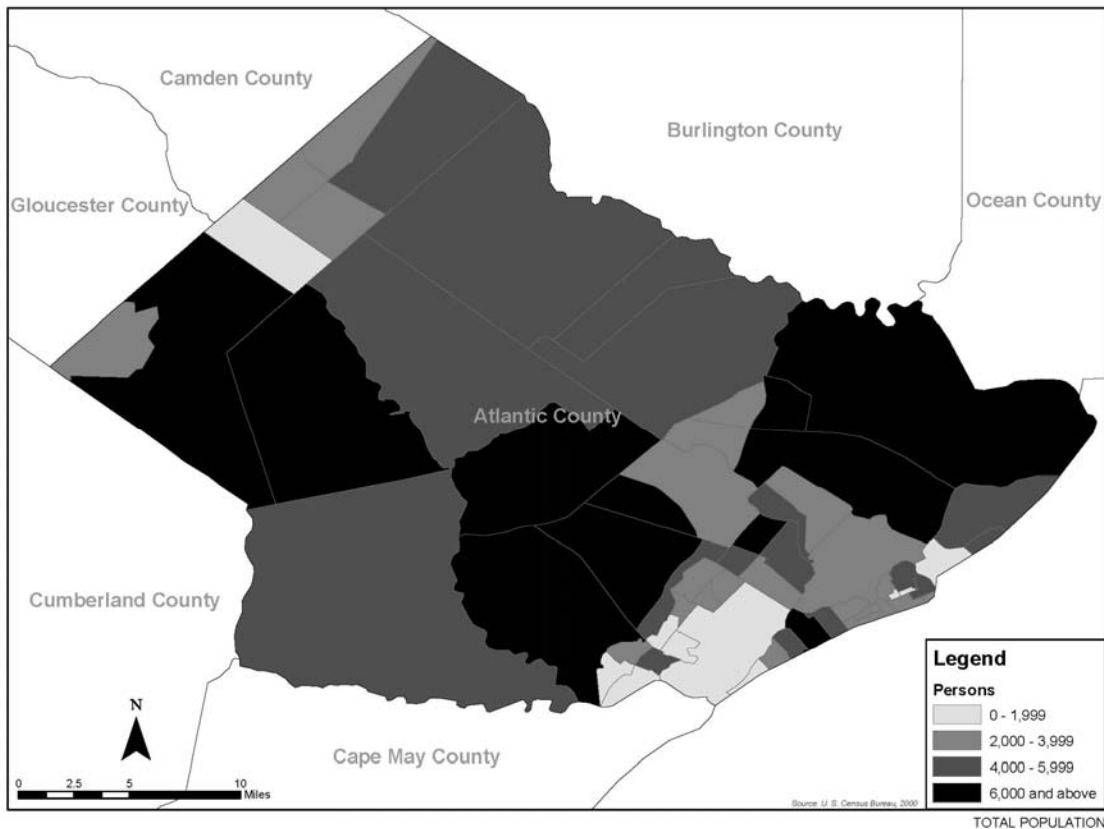 Camden County
Burlington County
Gloucester County
Ocean County
Atlantic County
Cumberland County
Cape May County
N
0 2.5 5 10
Miles
Legend
Persons
0 - 1,999
2,000 - 3,999
4,000 - 5,999
6,000 and above
Source: U. S. Census Bureau, 2000
TOTAL POPULATION